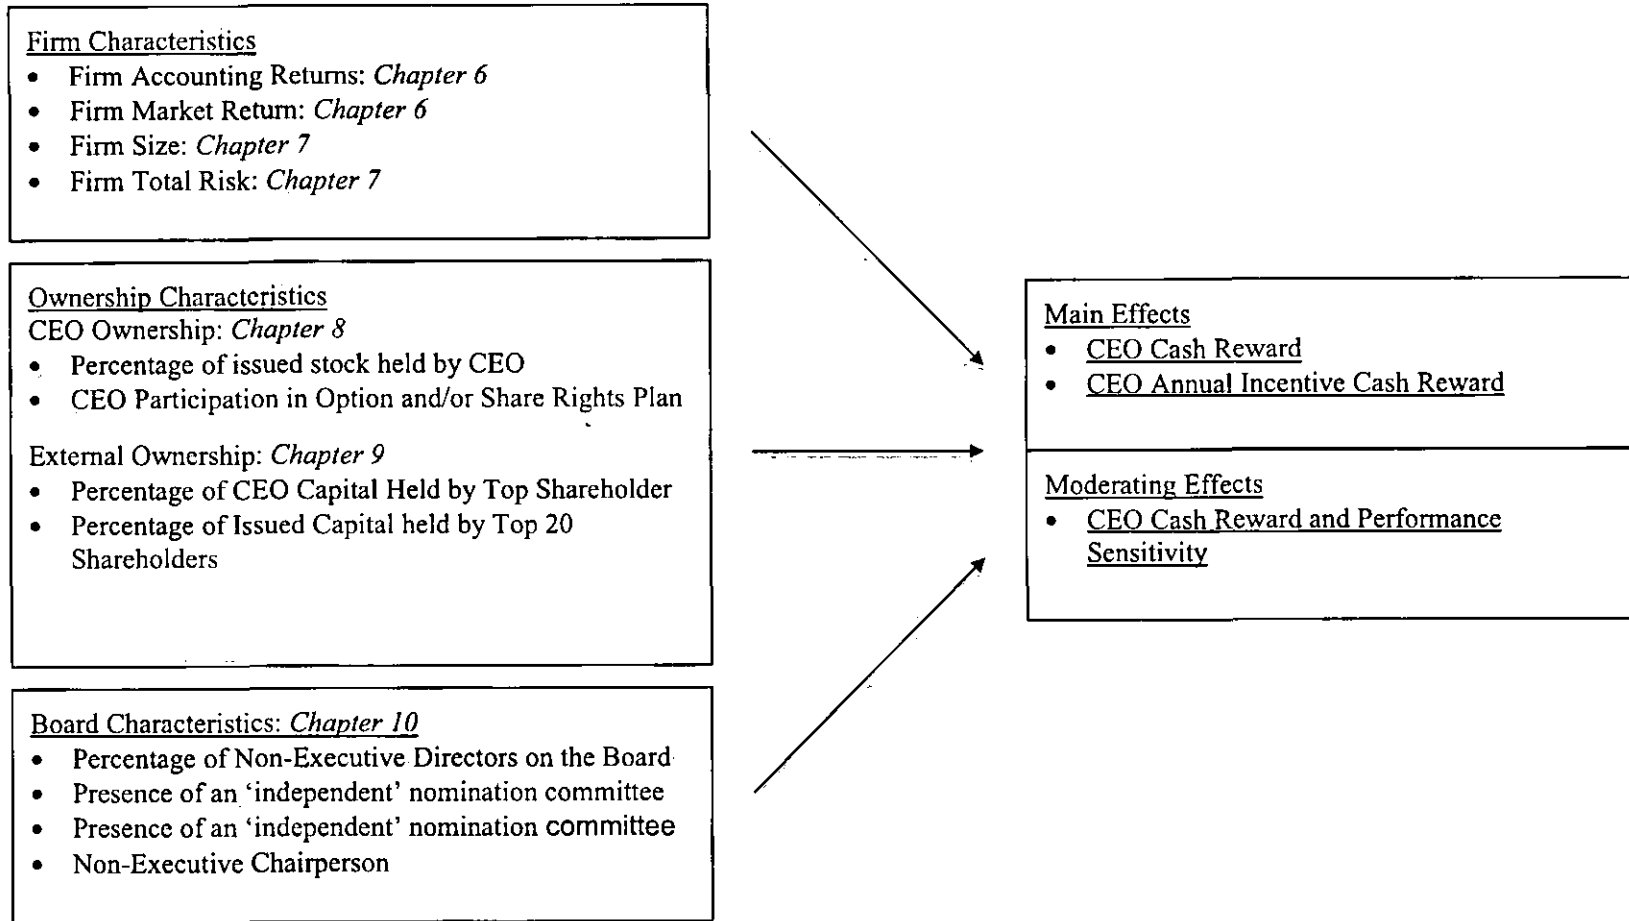 Firm Characteristics
• Firm Accounting Returns: Chapter 6
• Firm Market Return: Chapter 6
• Firm Size: Chapter 7
• Firm Total Risk: Chapter 7
Ownership Characteristics
CEO Ownership: Chapter 8
• Percentage of issued stock held by CEO
• CEO Participation in Option and/or Share Rights Plan
External Ownership: Chapter 9
• Percentage of CEO Capital Held by Top Shareholder
• Percentage of Issued Capital held by Top 20
Shareholders
Board Characteristics: Chapter 10
• Percentage of Non-Executive Directors on the Board
• Presence of an ‘independent’ nomination committee
• Presence of an ‘independent’ nomination committee
• Non-Executive Chairperson
Main Effects
• CEO Cash Reward
• CEO Annual Incentive Cash Reward
Moderating Effects
• CEO Cash Reward and Performance
Sensitivity